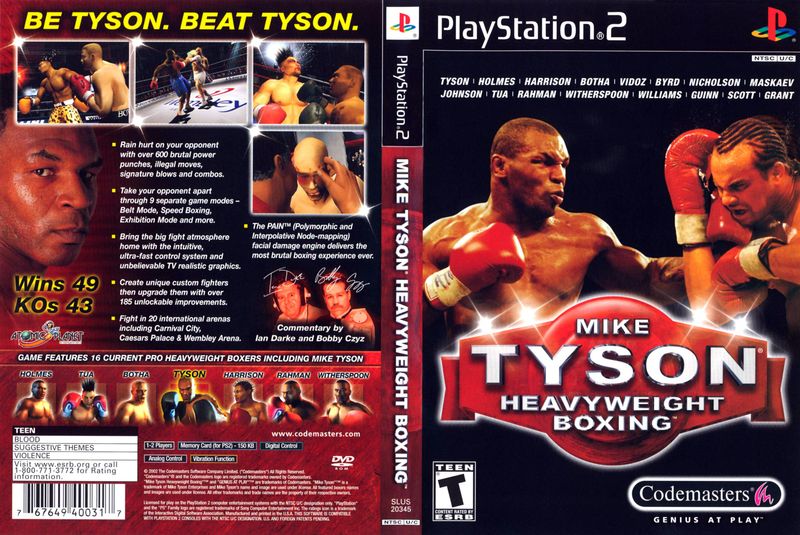 BE TYSON. BEAT TYSON.
Rain hurt on your opponent
with over 600 brutal power
punches, illegal moves,
signature blows and combos.
Take your opponent apart
through 9 separate game modes –
Belt Mode, Speed Boxing,
Exhibition Mode and more.
Bring the big fight atmosphere
home with the intuitive,
ultra-fast control system and
unbelievable TV realistic graphics.
Create unique custom fighters
then upgrade them with over
185 unlockable improvements.
Fight in 20 international arenas
including Carnival City,
Caesars Palace & Wembley Arena.
The PAIN™ (Polymorphic and
Interpolative Node-mapping)
facial damage engine delivers the
most brutal boxing experience ever.
Commentary by
Ian Darke and Bobby Czyz
Wins 49
KOs 43
ATOMIC PLANET
GAME FEATURES 16 CURRENT PRO HEAVYWEIGHT BOXERS INCLUDING MIKE TYSON
HOLMES TUA BOTHA TYSON HARRISON RAHMAN WITHERSPOON
www.codemasters.com
TEEN
BLOOD
SUGGESTIVE THEMES
VIOLENCE
Visit www.esrb.org or call
1-800-771-3772 for Rating
information.
1-2 Players
Memory Card (for PS2) - 150 KB
Digital Control
Analog Control
Vibration Function
DVD
ROM
7 67649 40031 7
PlayStation®2
MIKE TYSON HEAVYWEIGHT BOXING™
SLUS
20345
NTSC U/C
PlayStation®2
NTSC U/C
TYSON | HOLMES | HARRISON | BOTHA | VIDOZ | BYRD | NICHOLSON | MASKAEV
JOHNSON | TUA | RAHMAN | WITHERSPOON | WILLIAMS | GUINN | SCOTT | GRANT
MIKE
TYSON®
HEAVYWEIGHT
BOXING™
TEEN
T
CONTENT RATED BY
ESRB
Codemasters
GENIUS AT PLAY™